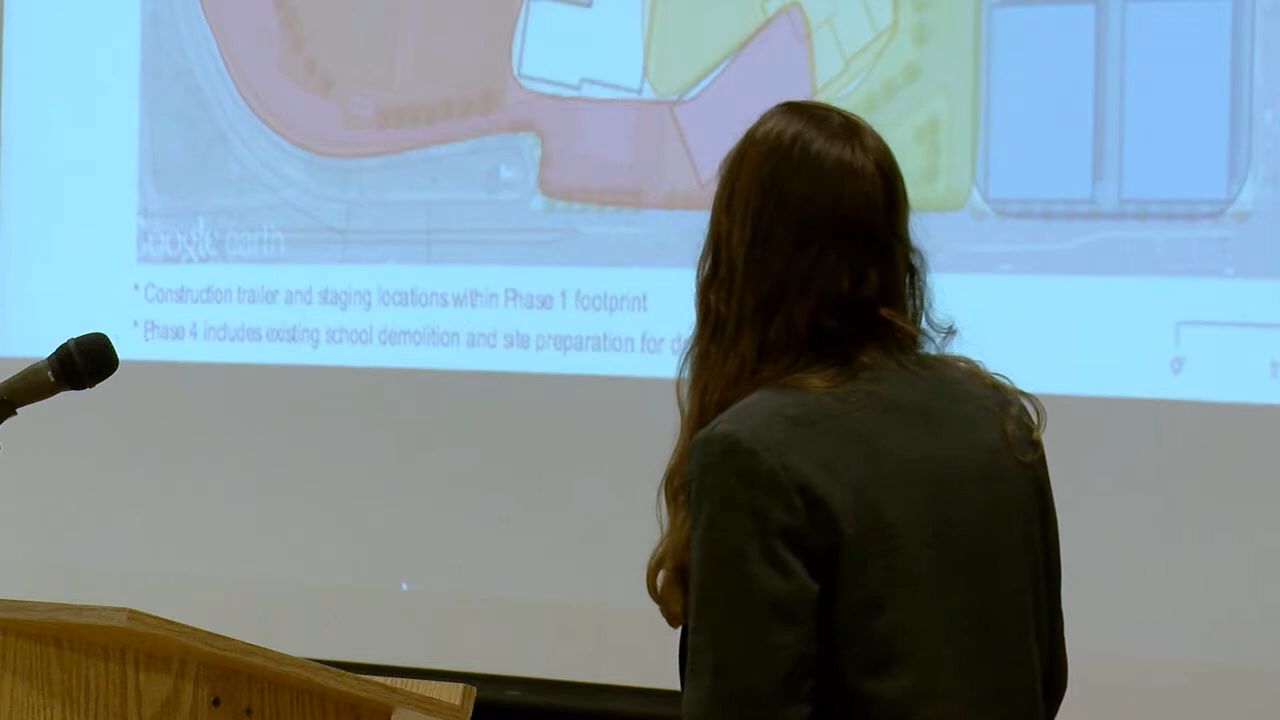 Google earth
* Construction trailer and staging locations within Phase 1 footprint
* Phase 4 includes existing school demolition and site preparation for
0'